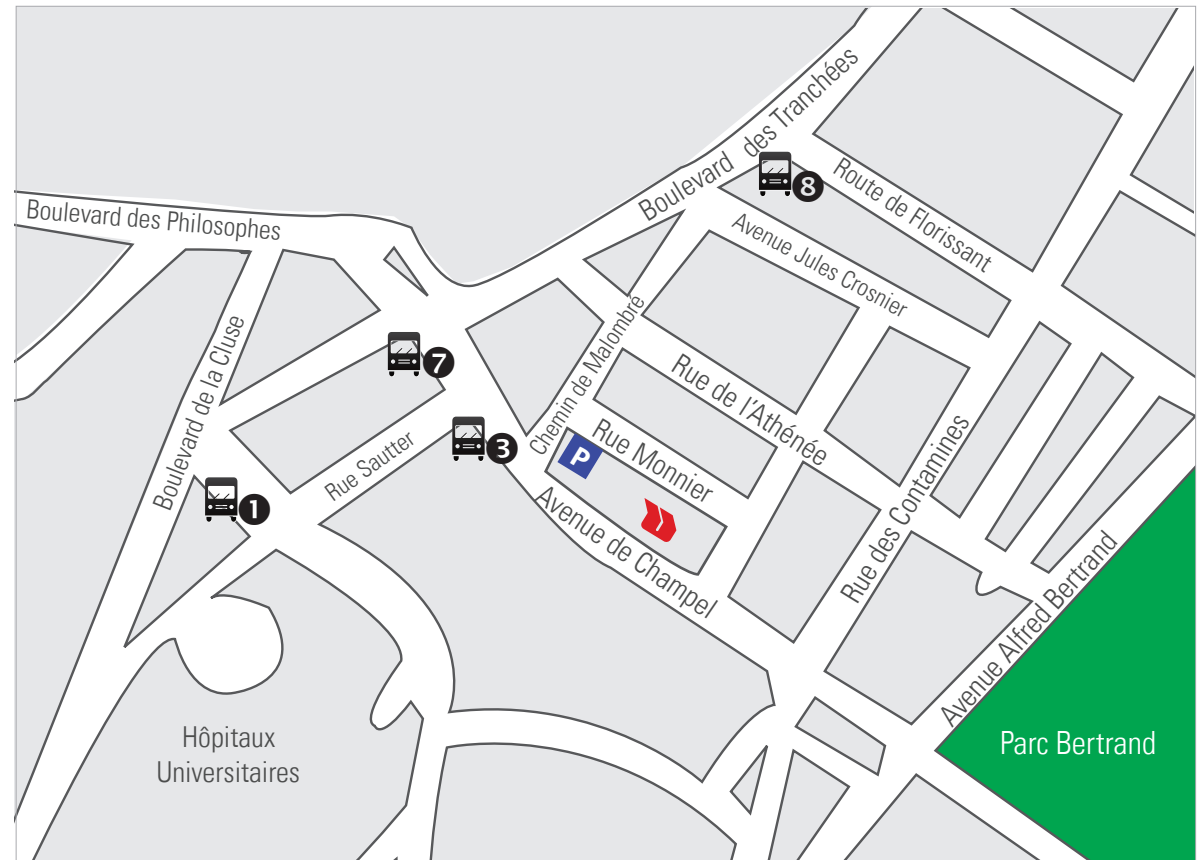 Boulevard des Tranchées
8
Route de Florissant
Boulevard des Philosophes
Avenue Jules Crosnier
Chemin de Malombre
7
Rue de l'Athénée
Boulevard de la Cluse
3
Rue Sautter
Rue Monnier
P
1
Avenue de Champel
Rue des Contamines
Avenue Alfred Bertrand
Hôpitaux
Universitaires
Parc Bertrand